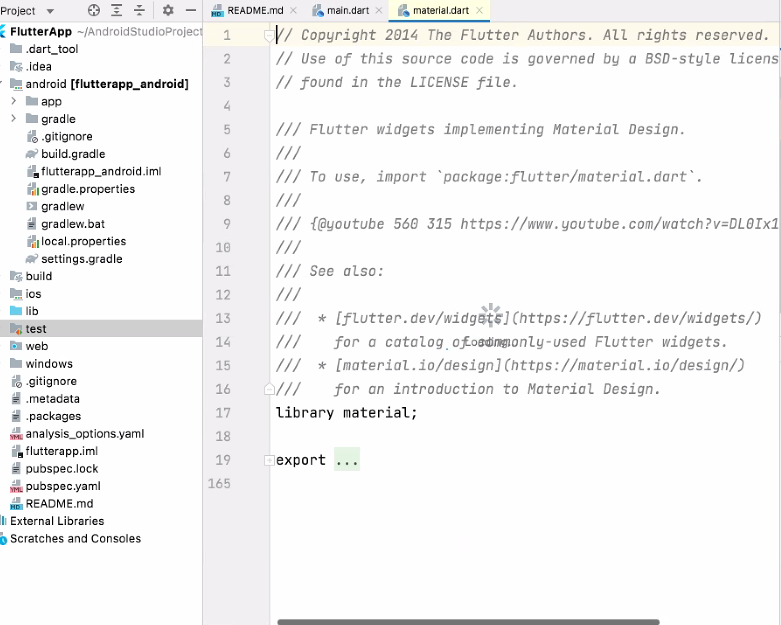 Project
README.md
main.dart
material.dart
FlutterApp ~/AndroidStudioProject
.dart_tool
.idea
android [flutterapp_android]
app
gradle
.gitignore
build.gradle
flutterapp_android.iml
gradle.properties
gradlew
gradlew.bat
local.properties
settings.gradle
build
ios
lib
test
web
windows
.gitignore
.metadata
.packages
analysis_options.yaml
flutterapp.iml
pubspec.lock
pubspec.yaml
README.md
External Libraries
Scratches and Consoles
1 // Copyright 2014 The Flutter Authors. All rights reserved.
2 // Use of this source code is governed by a BSD-style licens
3 // found in the LICENSE file.
4
5 /// Flutter widgets implementing Material Design.
6 ///
7 /// To use, import `package:flutter/material.dart`.
8 ///
9 /// {@youtube 560 315 https://www.youtube.com/watch?v=DL0Ix1
10 ///
11 /// See also:
12 ///
13 ///  * [flutter.dev/widgets](https://flutter.dev/widgets/)
14 ///    for a catalog of commonly-used Flutter widgets.
Loading...
15 ///  * [material.io/design](https://material.io/design/)
16 ///    for an introduction to Material Design.
17 library material;
18
19 export ...
165